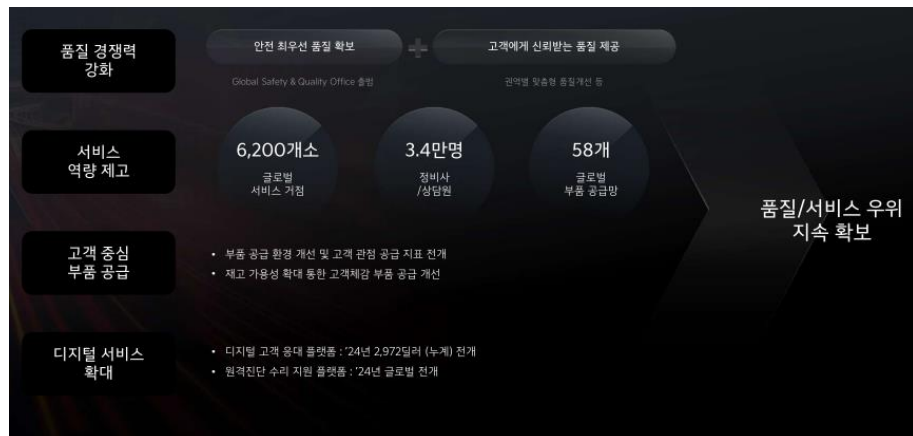 품질 경쟁력
강화
안전 최우선 품질 확보
고객에게 신뢰받는 품질 제공
Global Safety & Quality Office 출범
권역별 맞춤형 품질개선 등
서비스
역량 제고
6,200개소
글로벌
서비스 거점
3.4만명
정비사
/상담원
58개
글로벌
부품 공급망
고객 중심
부품 공급
• 부품 공급 환경 개선 및 고객 관점 공급 지표 전개
• 재고 가용성 확대 통한 고객체감 부품 공급 개선
디지털 서비스
확대
• 디지털 고객 응대 플랫폼 : ’24년 2,972딜러 (누계) 전개
• 원격진단 수리 지원 플랫폼 : ’24년 글로벌 전개
품질/서비스 우위
지속 확보